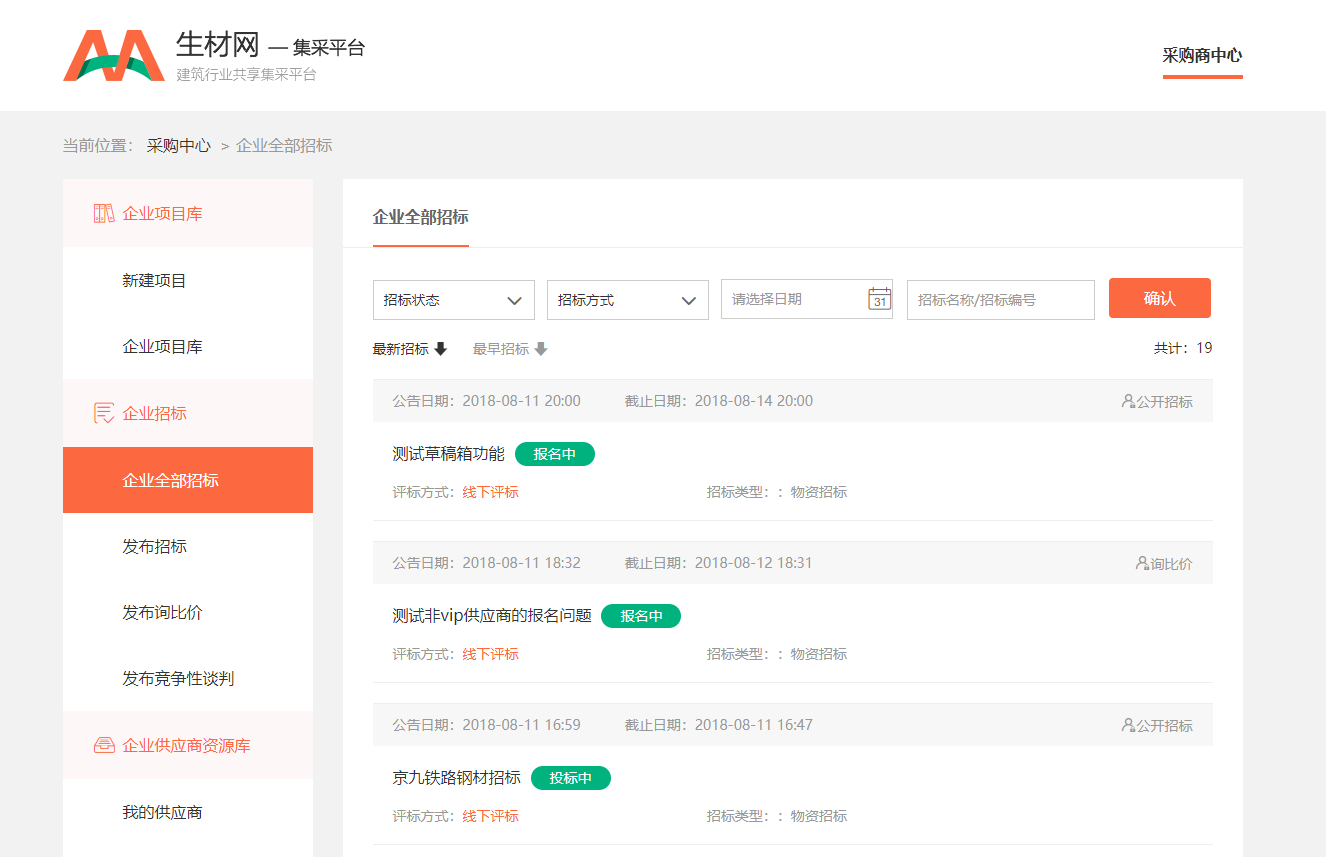 生材网 — 集采平台
建筑行业共享集采平台
采购商中心
当前位置： 采购中心 > 企业全部招标
企业项目库
新建项目
企业项目库
企业招标
企业全部招标
发布招标
发布询比价
发布竞争性谈判
企业供应商资源库
我的供应商
企业全部招标
招标状态 招标方式 请选择日期 31 招标名称/招标编号 确认
最新招标 最早招标 共计：19
公告日期：2018-08-11 20:00 截止日期：2018-08-14 20:00 公开招标
测试草稿箱功能 报名中
评标方式：线下评标 招标类型：：物资招标
公告日期：2018-08-11 18:32 截止日期：2018-08-12 18:31 询比价
测试非vip供应商的报名问题 报名中
评标方式：线下评标 招标类型：：物资招标
公告日期：2018-08-11 16:59 截止日期：2018-08-11 16:47 公开招标
京九铁路钢材招标 投标中
评标方式：线下评标 招标类型：：物资招标